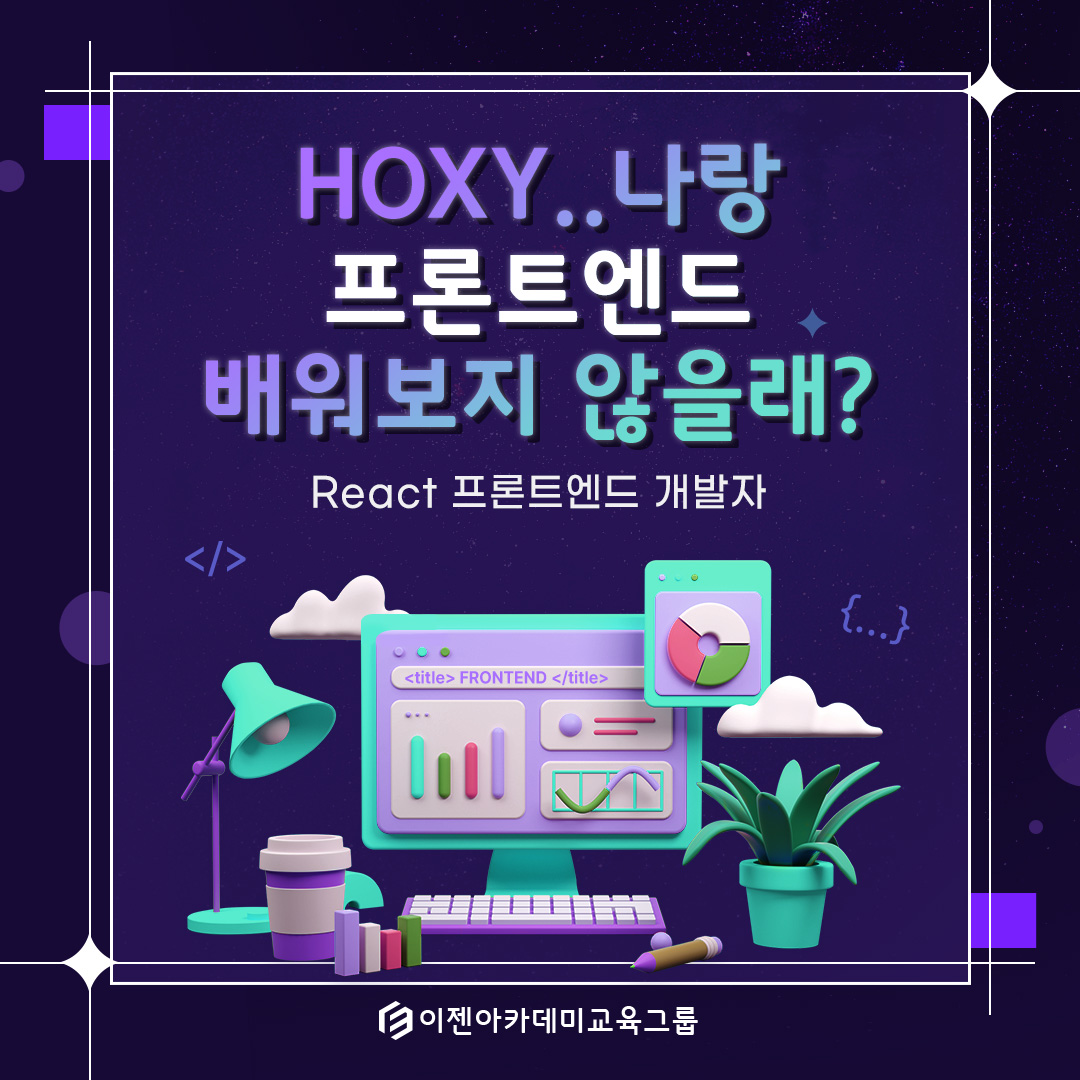 HOXY..나랑
프론트엔드
배워보지 않을래?
React 프론트엔드 개발자
</>
{...}
<title> FRONTEND </title>
이젠아카데미교육그룹